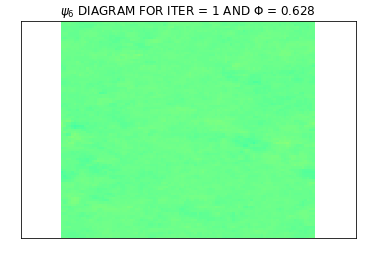 ψ₆ DIAGRAM FOR ITER = 1 AND Φ = 0.628